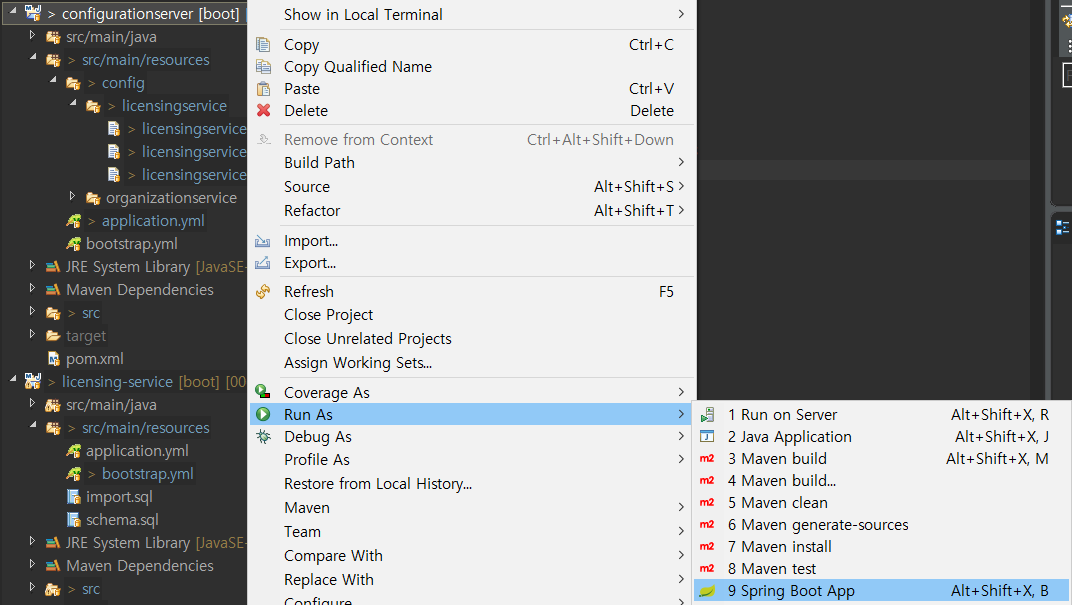 > configurationserver [boot]
src/main/java
> src/main/resources
> config
> licensingservice
> licensingservice
> licensingservice
> licensingservice
organizationservice
> application.yml
bootstrap.yml
JRE System Library [JavaSE-
Maven Dependencies
> src
target
pom.xml
> licensing-service [boot] [00
src/main/java
> src/main/resources
application.yml
> bootstrap.yml
import.sql
schema.sql
JRE System Library [JavaSE-
Maven Dependencies
> src
Show in Local Terminal >
Copy Ctrl+C
Copy Qualified Name
Paste Ctrl+V
Delete Delete
Remove from Context Ctrl+Alt+Shift+Down
Build Path >
Source Alt+Shift+S >
Refactor Alt+Shift+T >
Import...
Export...
Refresh F5
Close Project
Close Unrelated Projects
Assign Working Sets...
Coverage As >
Run As >
Debug As >
Profile As >
Restore from Local History...
Maven >
Team >
Compare With >
Replace With >
Configure >
1 Run on Server Alt+Shift+X, R
2 Java Application Alt+Shift+X, J
m2 3 Maven build Alt+Shift+X, M
m2 4 Maven build...
m2 5 Maven clean
m2 6 Maven generate-sources
m2 7 Maven install
m2 8 Maven test
9 Spring Boot App Alt+Shift+X, B